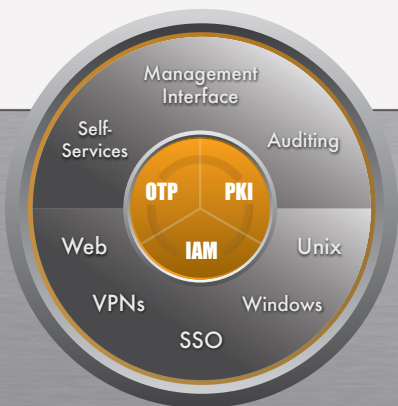 Management
Interface
Self-
Services
Auditing
OTP
PKI
IAM
Web
Unix
VPNs
Windows
SSO